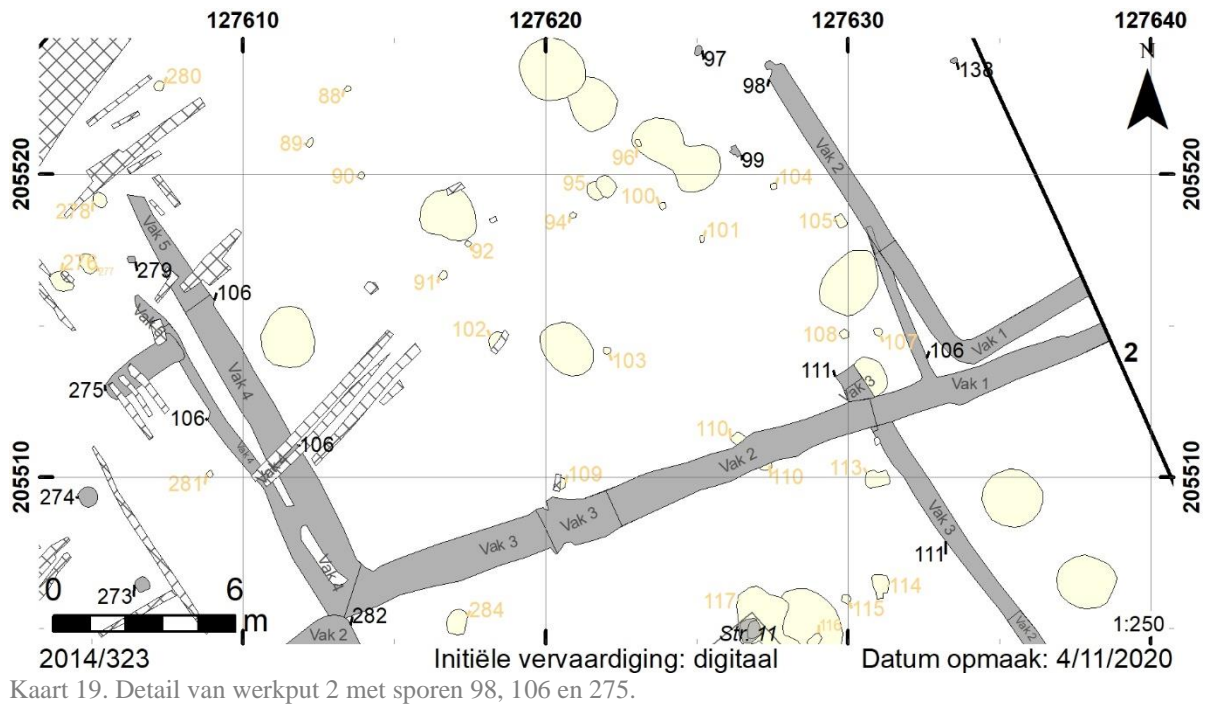 127610 127620 127630 127640
280
88
97
98
138
N
89
99
205520 205520
96
90
95
100
104
Vak 2
278
94
101
105
Vak 5
92
276
277
279
91
106
102
103
108
107
106
Vak 1
2
275
Vak 4
111
Vak 3
Vak 1
106
106
Vak 4
110
Vak 2
110
205510 205510
281
109
113
274
Vak 3
Vak 3
Vak 3
111
Vak 4
273
284
117
114
115
116
0 6 m
282
Vak 2
Str. 11
Vak 2
1:250
2014/323 Initiële vervaardiging: digitaal Datum opmaak: 4/11/2020
Kaart 19. Detail van werkput 2 met sporen 98, 106 en 275.